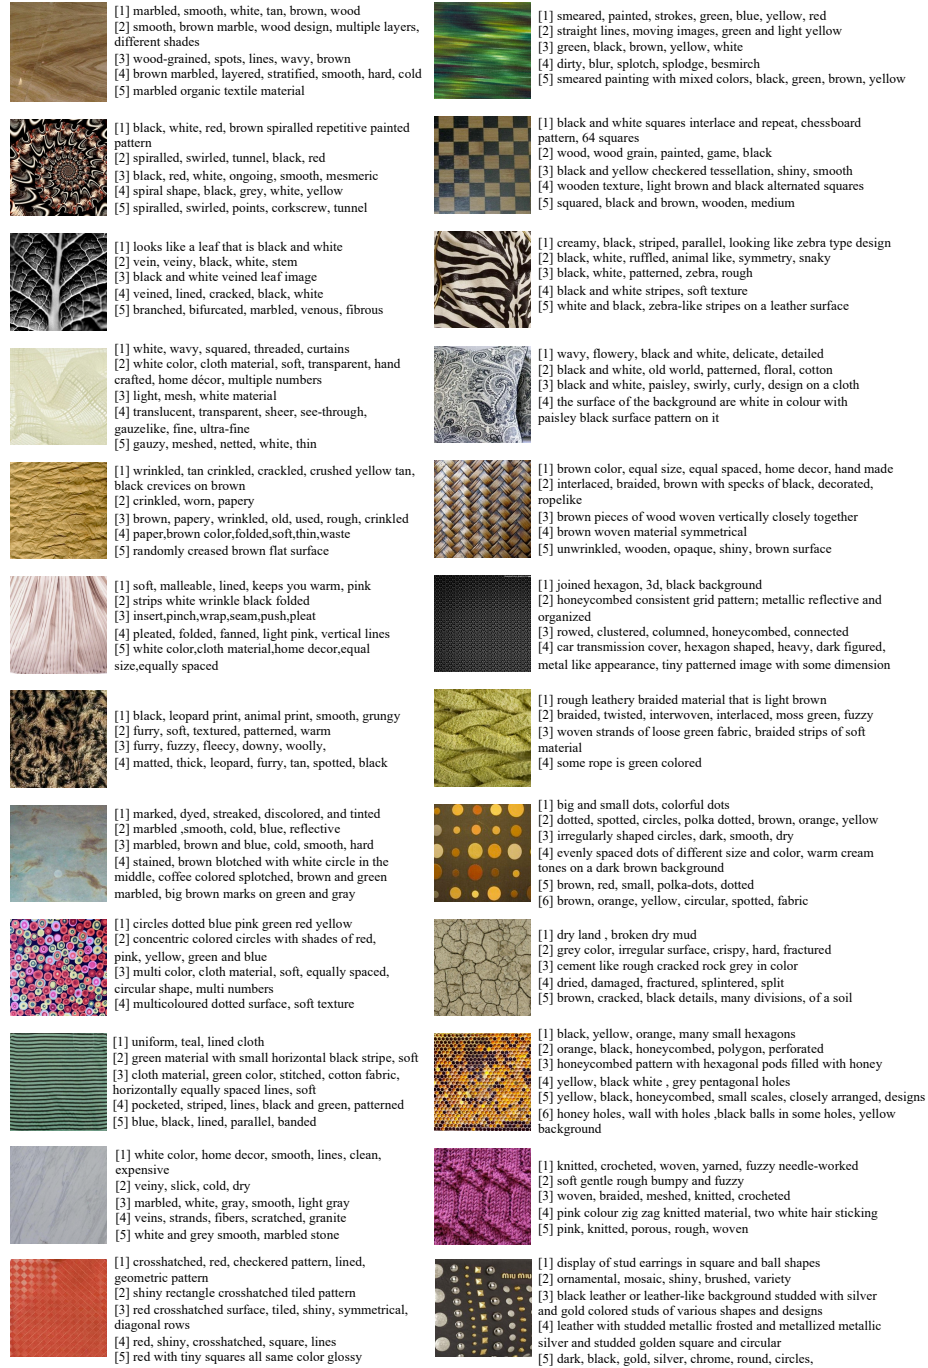 [1] marbled, smooth, white, tan, brown, wood
[2] smooth, brown marble, wood design, multiple layers,
different shades
[3] wood-grained, spots, lines, wavy, brown
[4] brown marbled, layered, stratified, smooth, hard, cold
[5] marbled organic textile material
[1] black, white, red, brown spiralled repetitive painted
pattern
[2] spiralled, swirled, tunnel, black, red
[3] black, red, white, ongoing, smooth, mesmeric
[4] spiral shape, black, grey, white, yellow
[5] spiralled, swirled, points, corkscrew, tunnel
[1] looks like a leaf that is black and white
[2] vein, veiny, black, white, stem
[3] black and white veined leaf image
[4] veined, lined, cracked, black, white
[5] branched, bifurcated, marbled, venous, fibrous
[1] white, wavy, squared, threaded, curtains
[2] white color, cloth material, soft, transparent, hand
crafted, home décor, multiple numbers
[3] light, mesh, white material
[4] translucent, transparent, sheer, see-through,
gauzelike, fine, ultra-fine
[5] gauzy, meshed, netted, white, thin
[1] wrinkled, tan crinkled, crackled, crushed yellow tan,
black crevices on brown
[2] crinkled, worn, papery
[3] brown, papery, wrinkled, old, used, rough, crinkled
[4] paper,brown color,folded,soft,thin,waste
[5] randomly creased brown flat surface
[1] soft, malleable, lined, keeps you warm, pink
[2] strips white wrinkle black folded
[3] insert,pinch,wrap,seam,push,pleat
[4] pleated, folded, fanned, light pink, vertical lines
[5] white color,cloth material,home decor,equal
size,equally spaced
[1] black, leopard print, animal print, smooth, grungy
[2] furry, soft, textured, patterned, warm
[3] furry, fuzzy, fleecy, downy, woolly,
[4] matted, thick, leopard, furry, tan, spotted, black
[1] marked, dyed, streaked, discolored, and tinted
[2] marbled ,smooth, cold, blue, reflective
[3] marbled, brown and blue, cold, smooth, hard
[4] stained, brown blotched with white circle in the
middle, coffee colored splotched, brown and green
marbled, big brown marks on green and gray
[1] circles dotted blue pink green red yellow
[2] concentric colored circles with shades of red,
pink, yellow, green and blue
[3] multi color, cloth material, soft, equally spaced,
circular shape, multi numbers
[4] multicoloured dotted surface, soft texture
[1] uniform, teal, lined cloth
[2] green material with small horizontal black stripe, soft
[3] cloth material, green color, stitched, cotton fabric,
horizontally equally spaced lines, soft
[4] pocketed, striped, lines, black and green, patterned
[5] blue, black, lined, parallel, banded
[1] white color, home decor, smooth, lines, clean,
expensive
[2] veiny, slick, cold, dry
[3] marbled, white, gray, smooth, light gray
[4] veins, strands, fibers, scratched, granite
[5] white and grey smooth, marbled stone
[1] crosshatched, red, checkered pattern, lined,
geometric pattern
[2] shiny rectangle crosshatched tiled pattern
[3] red crosshatched surface, tiled, shiny, symmetrical,
diagonal rows
[4] red, shiny, crosshatched, square, lines
[5] red with tiny squares all same color glossy
[1] smeared, painted, strokes, green, blue, yellow, red
[2] straight lines, moving images, green and light yellow
[3] green, black, brown, yellow, white
[4] dirty, blur, splotch, splodge, besmirch
[5] smeared painting with mixed colors, black, green, brown, yellow
[1] black and white squares interlace and repeat, chessboard
pattern, 64 squares
[2] wood, wood grain, painted, game, black
[3] black and yellow checkered tessellation, shiny, smooth
[4] wooden texture, light brown and black alternated squares
[5] squared, black and brown, wooden, medium
[1] creamy, black, striped, parallel, looking like zebra type design
[2] black, white, ruffled, animal like, symmetry, snaky
[3] black, white, patterned, zebra, rough
[4] black and white stripes, soft texture
[5] white and black, zebra-like stripes on a leather surface
[1] wavy, flowery, black and white, delicate, detailed
[2] black and white, old world, patterned, floral, cotton
[3] black and white, paisley, swirly, curly, design on a cloth
[4] the surface of the background are white in colour with
paisley black surface pattern on it
[1] brown color, equal size, equal spaced, home decor, hand made
[2] interlaced, braided, brown with specks of black, decorated,
ropelike
[3] brown pieces of wood woven vertically closely together
[4] brown woven material symmetrical
[5] unwrinkled, wooden, opaque, shiny, brown surface
[1] joined hexagon, 3d, black background
[2] honeycombed consistent grid pattern; metallic reflective and
organized
[3] rowed, clustered, columned, honeycombed, connected
[4] car transmission cover, hexagon shaped, heavy, dark figured,
metal like appearance, tiny patterned image with some dimension
[1] rough leathery braided material that is light brown
[2] braided, twisted, interwoven, interlaced, moss green, fuzzy
[3] woven strands of loose green fabric, braided strips of soft
material
[4] some rope is green colored
[1] big and small dots, colorful dots
[2] dotted, spotted, circles, polka dotted, brown, orange, yellow
[3] irregularly shaped circles, dark, smooth, dry
[4] evenly spaced dots of different size and color, warm cream
tones on a dark brown background
[5] brown, red, small, polka-dots, dotted
[6] brown, orange, yellow, circular, spotted, fabric
[1] dry land , broken dry mud
[2] grey color, irregular surface, crispy, hard, fractured
[3] cement like rough cracked rock grey in color
[4] dried, damaged, fractured, splintered, split
[5] brown, cracked, black details, many divisions, of a soil
[1] black, yellow, orange, many small hexagons
[2] orange, black, honeycombed, polygon, perforated
[3] honeycombed pattern with hexagonal pods filled with honey
[4] yellow, black white , grey pentagonal holes
[5] yellow, black, honeycombed, small scales, closely arranged, designs
[6] honey holes, wall with holes ,black balls in some holes, yellow
background
[1] knitted, crocheted, woven, yarned, fuzzy needle-worked
[2] soft gentle rough bumpy and fuzzy
[3] woven, braided, meshed, knitted, crocheted
[4] pink colour zig zag knitted material, two white hair sticking
[5] pink, knitted, porous, rough, woven
miu miu
[1] display of stud earrings in square and ball shapes
[2] ornamental, mosaic, shiny, brushed, variety
[3] black leather or leather-like background studded with silver
and gold colored studs of various shapes and designs
[4] leather with studded metallic frosted and metallized metallic
silver and studded golden square and circular
[5] dark, black, gold, silver, chrome, round, circles,